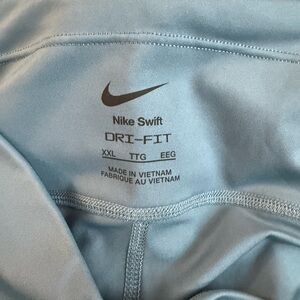 Nike Swift
DRI-FIT
XXL TTG EEG
MADE IN VIETNAM
FABRIQUÉ AU VIETNAM